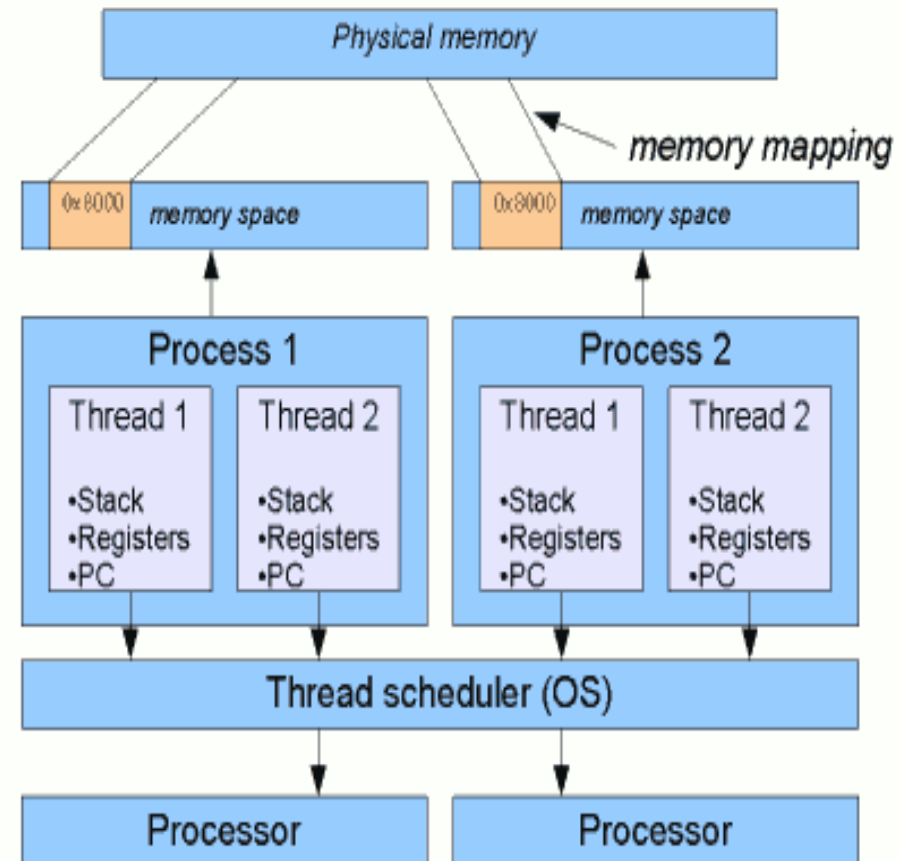 Physical memory
memory mapping
0x8000 memory space
0x8000 memory space
Process 1
Process 2
Thread 1
Thread 2
Thread 1
Thread 2
•Stack
•Registers
•PC
•Stack
•Registers
•PC
•Stack
•Registers
•PC
•Stack
•Registers
•PC
Thread scheduler (OS)
Processor
Processor